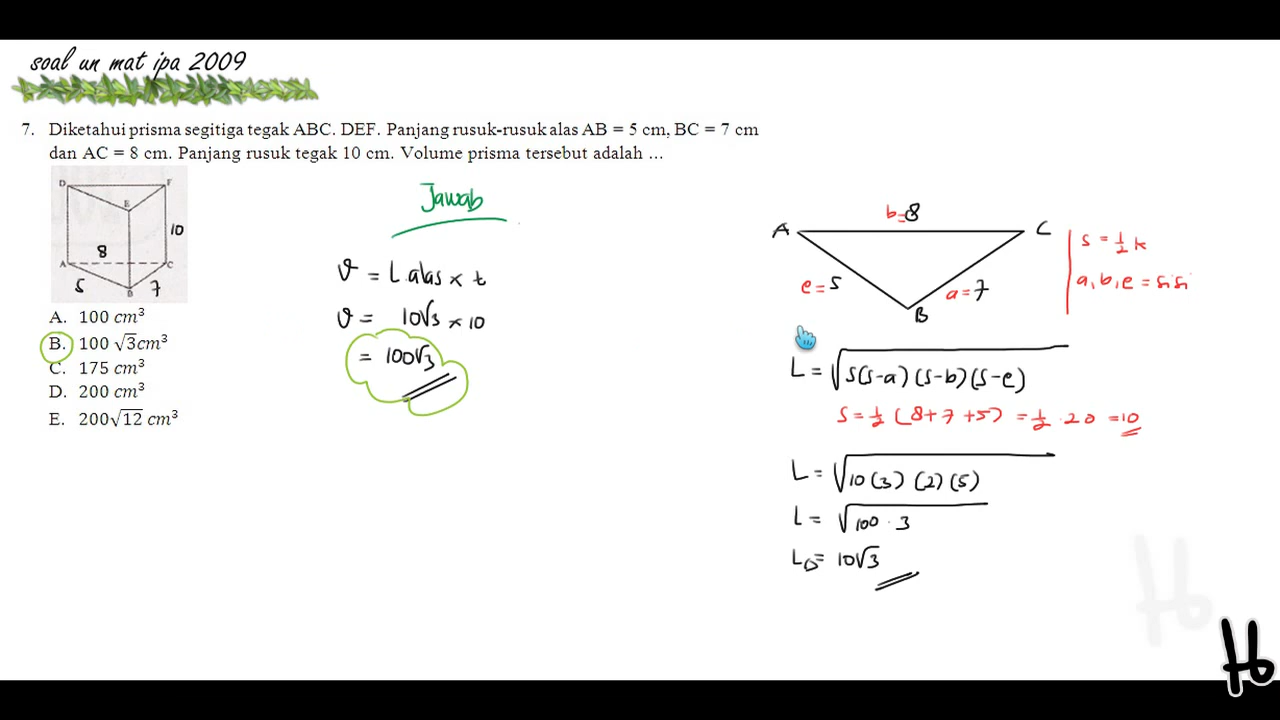 soal un mat ipa 2009
7. Diketahui prisma segitiga tegak ABC. DEF. Panjang rusuk-rusuk alas AB = 5 cm, BC = 7 cm
dan AC = 8 cm. Panjang rusuk tegak 10 cm. Volume prisma tersebut adalah ...
D F
E
10
8
A C
5 7
B
A. 100 cm³
B. 100 √3cm³
C. 175 cm³
D. 200 cm³
E. 200√12 cm³
Jawab
V = L alas × t
V = 10√3 × 10
= 100√3
b=8
A C
e=5 a=7
B
s = ½ k
a, b, e = sisi
L = √s(s-a)(s-b)(s-e)
s = ½ (8+7+5) = ½ · 20 = 10
L = √10(3)(2)(5)
L = √100 · 3
L△ = 10√3